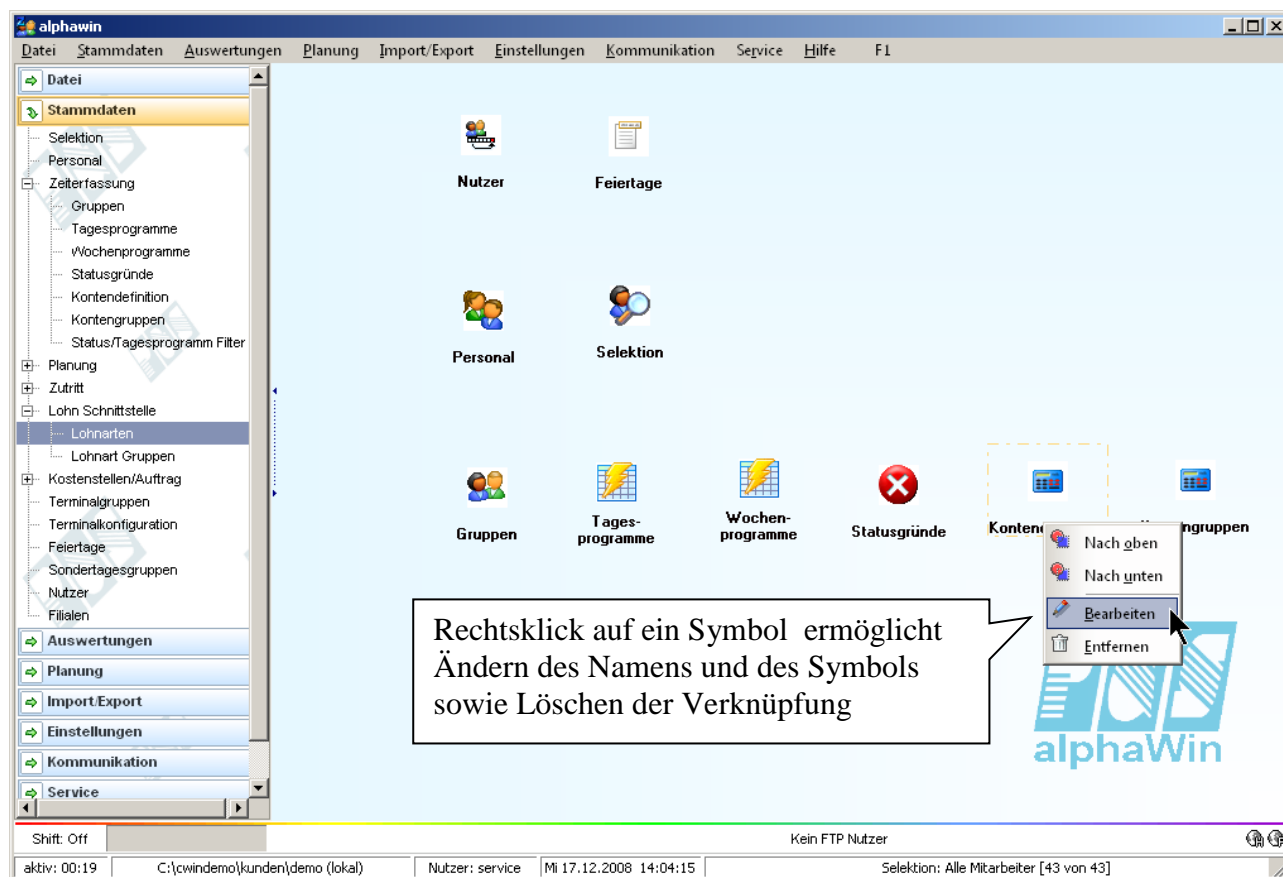 alphawin
Datei Stammdaten Auswertungen Planung Import/Export Einstellungen Kommunikation Service Hilfe F1
Datei
Stammdaten
Selektion
Personal
Zeiterfassung
Gruppen
Tagesprogramme
Wochenprogramme
Statusgründe
Kontendefinition
Kontengruppen
Status/Tagesprogramm Filter
Planung
Zutritt
Lohn Schnittstelle
Lohnarten
Lohnart Gruppen
Kostenstellen/Auftrag
Terminalgruppen
Terminalkonfiguration
Feiertage
Sondertagesgruppen
Nutzer
Filialen
Auswertungen
Planung
Import/Export
Einstellungen
Kommunikation
Service
Nutzer Feiertage
Personal Selektion
Gruppen
Tages-
programme
Wochen-
programme
Statusgründe
Nach oben
Nach unten
Bearbeiten
Entfernen
Rechtsklick auf ein Symbol ermöglicht
Ändern des Namens und des Symbols
sowie Löschen der Verknüpfung
alphaWin
Shift: Off Kein FTP Nutzer
aktiv: 00:19 C:\cwindemo\kunden\demo (lokal) Nutzer: service Mi 17.12.2008 14:04:15 Selektion: Alle Mitarbeiter [43 von 43]